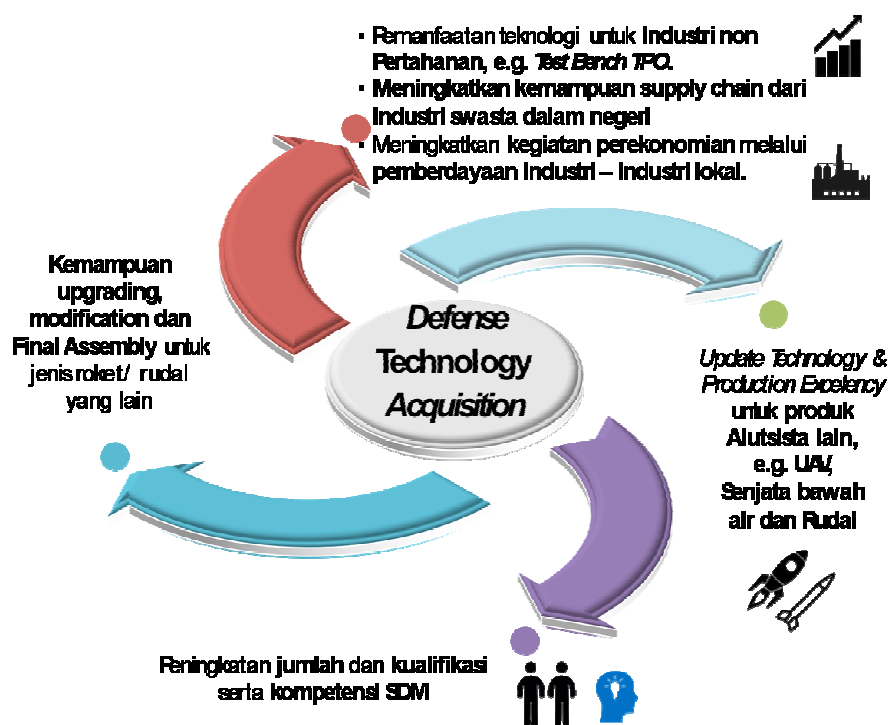 ▪ Pemanfaatan teknologi untuk Industri non
Pertahanan, e.g. Test Bench TPO.
▪ Meningkatkan kemampuan supply chain dari
Industri swasta dalam negeri
▪ Meningkatkan kegiatan perekonomian melalui
pemberdayaan Industri – Industri lokal.
Kemampuan
upgrading,
modification dan
Final Assembly untuk
jenis roket/ rudal
yang lain
Defense
Technology
Acquisition
Update Technology &
Production Excelency
untuk produk
Alutsista lain,
e.g. UAV,
Senjata bawah
air dan Rudal
Peningkatan jumlah dan kualifikasi
serta kompetensi SDM